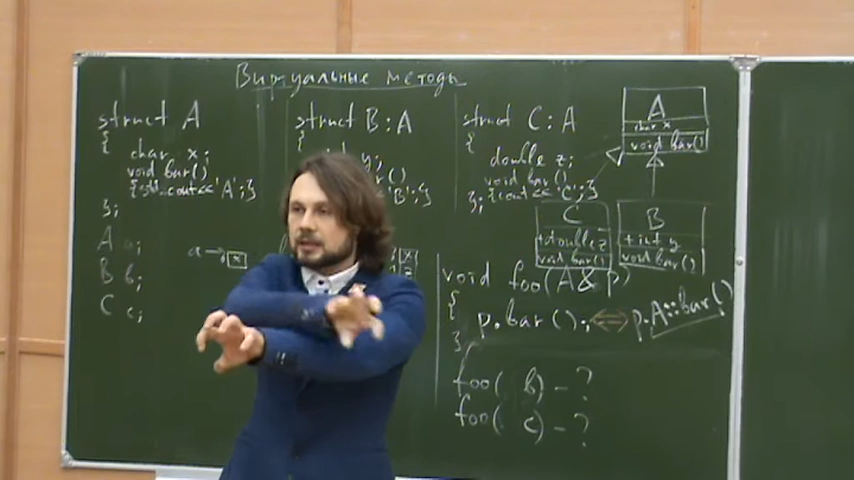 Виртуальные методы
struct A
{
char x;
void bar()
{ cout<<'A';}
};
A a;
B b;
C c;
a → x
struct B:A
{
int y;
()
'B';}
x
struct C:A
{
double z;
void bar()
{cout<<'C';}
};
A
char x
void bar()
C
+double z
void bar()
B
+int y
void bar()
void foo(A& p)
{
p.bar(); ⇔ p.A::bar()
}
foo( b) - ?
foo( c) - ?